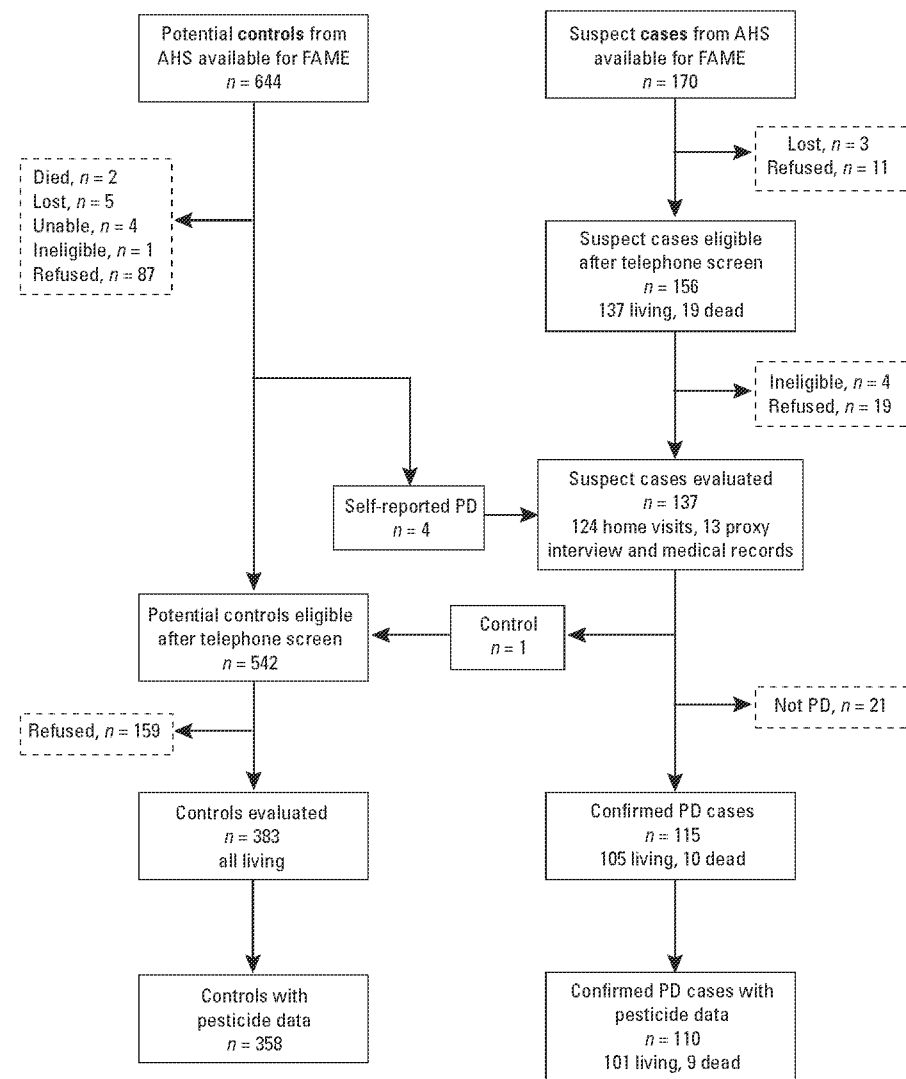 Potential controls from
AHS available for FAME
n = 644
Suspect cases from AHS
available for FAME
n = 170
Died, n = 2
Lost, n = 5
Unable, n = 4
Ineligible, n = 1
Refused, n = 87
Lost, n = 3
Refused, n = 11
Suspect cases eligible
after telephone screen
n = 156
137 living, 19 dead
Ineligible, n = 4
Refused, n = 19
Self-reported PD
n = 4
Suspect cases evaluated
n = 137
124 home visits, 13 proxy
interview and medical records
Potential controls eligible
after telephone screen
n = 542
Control
n = 1
Not PD, n = 21
Refused, n = 159
Controls evaluated
n = 383
all living
Confirmed PD cases
n = 115
105 living, 10 dead
Controls with
pesticide data
n = 358
Confirmed PD cases with
pesticide data
n = 110
101 living, 9 dead